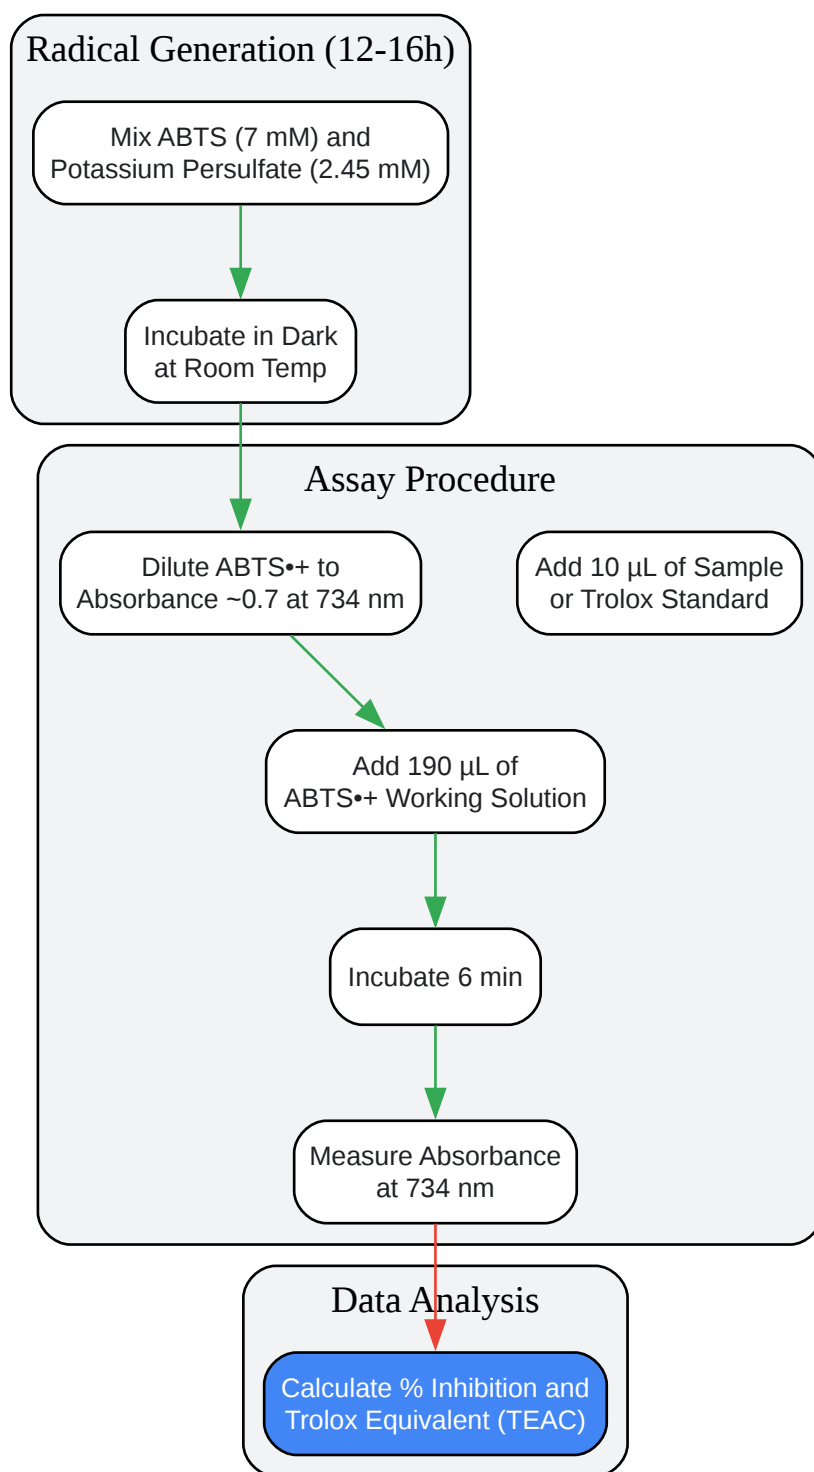 Radical Generation (12-16h)
Mix ABTS (7 mM) and
Potassium Persulfate (2.45 mM)
Incubate in Dark
at Room Temp
Assay Procedure
Dilute ABTS•+ to
Absorbance ~0.7 at 734 nm
Add 10 µL of Sample
or Trolox Standard
Add 190 µL of
ABTS•+ Working Solution
Incubate 6 min
Measure Absorbance
at 734 nm
Data Analysis
Calculate % Inhibition and
Trolox Equivalent (TEAC)